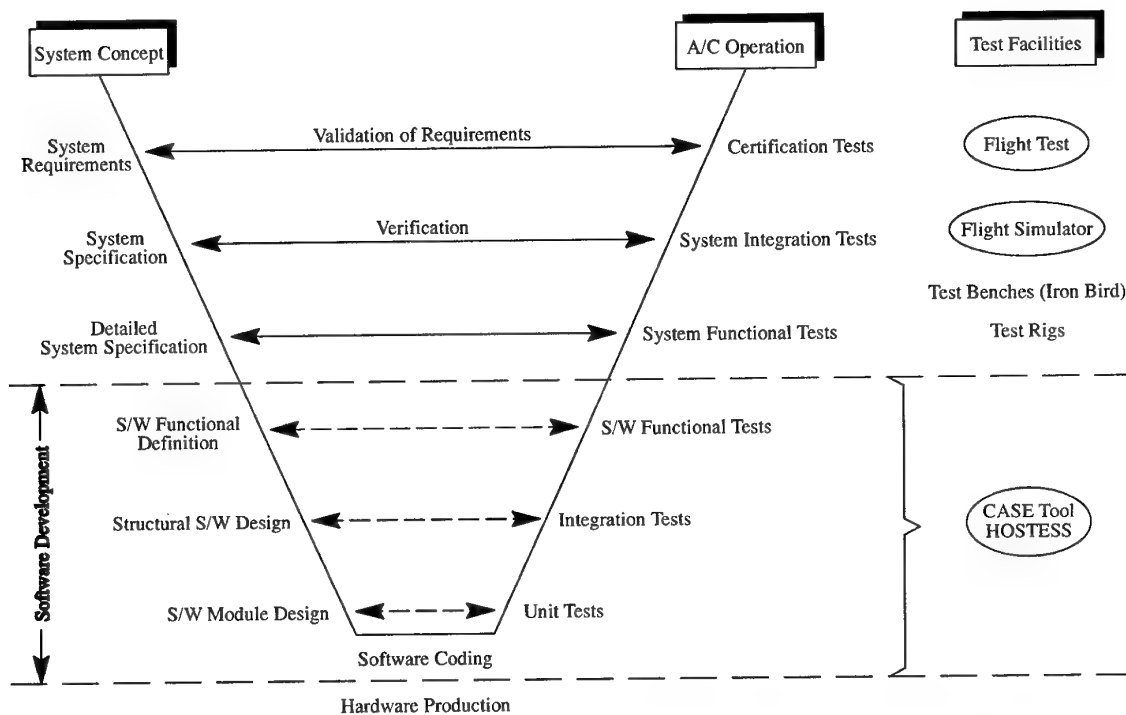 System Concept
A/C Operation
Test Facilities
System
Requirements
Validation of Requirements
Certification Tests
Flight Test
System
Specification
Verification
System Integration Tests
Flight Simulator
Test Benches (Iron Bird)
Detailed
System Specification
System Functional Tests
Test Rigs
Software Development
S/W Functional
Definition
S/W Functional Tests
Structural S/W Design
Integration Tests
CASE Tool
HOSTESS
S/W Module Design
Unit Tests
Software Coding
Hardware Production